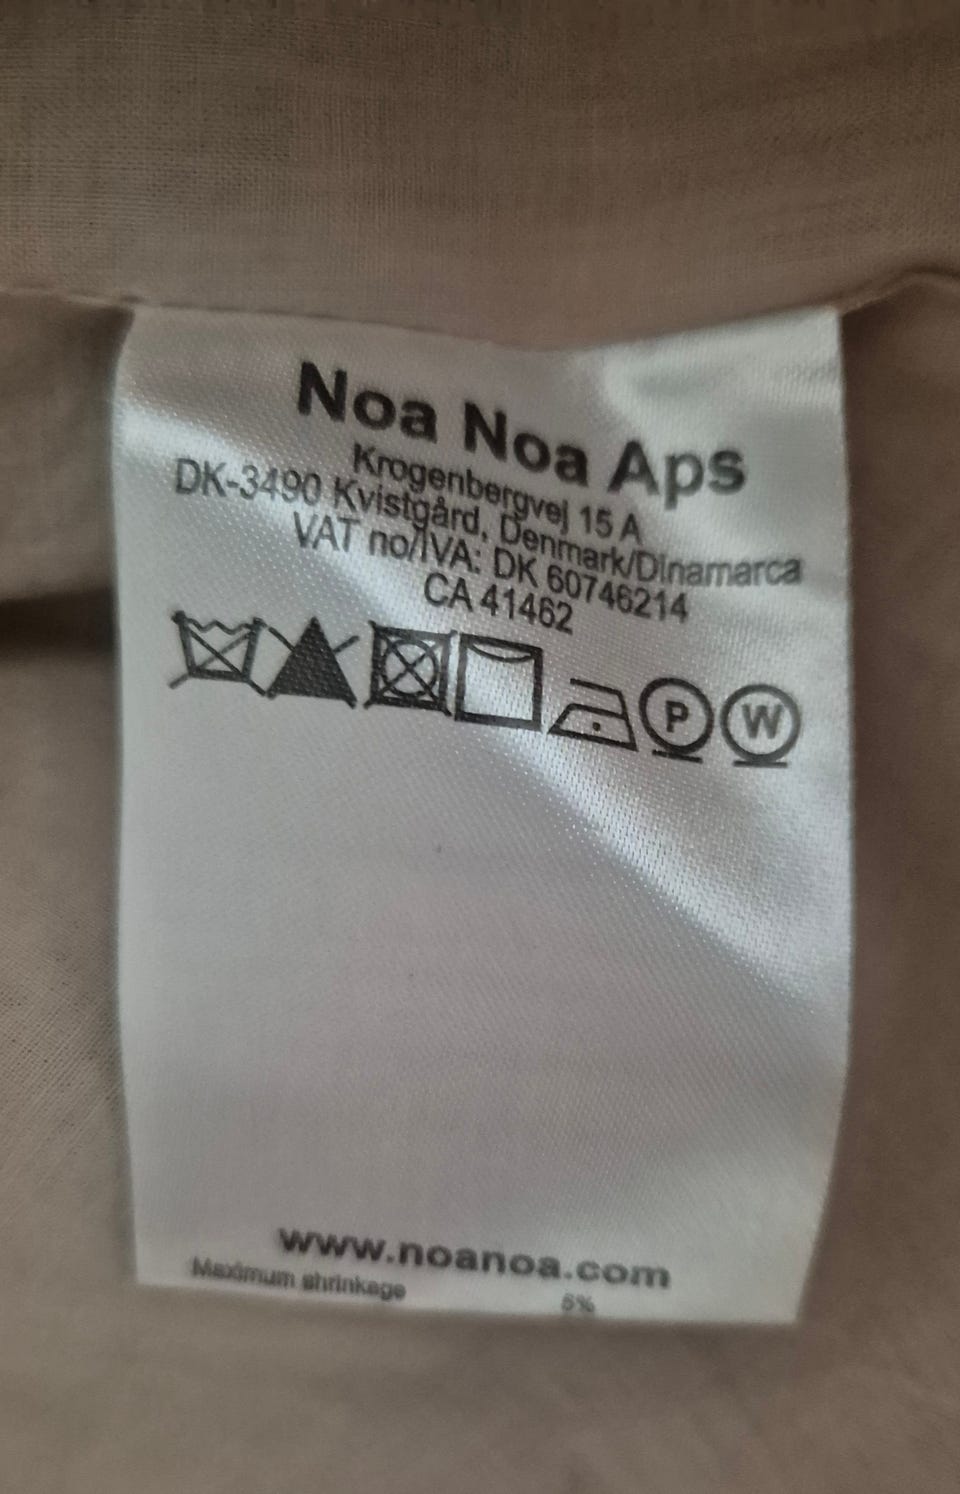 Noa Noa Aps
Krogenbergvej 15 A
DK-3490 Kvistgård, Denmark/Dinamarca
VAT no/IVA: DK 60746214
CA 41462
P W
www.noanoa.com
Maximum shrinkage 5%